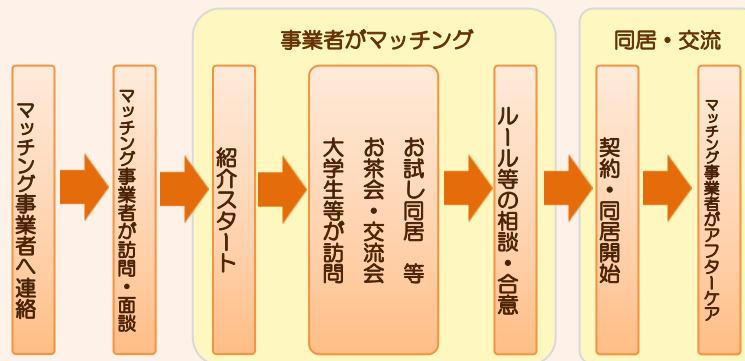 事業者がマッチング
同居・交流
マッチング事業者へ連絡
マッチング事業者が訪問・面談
紹介スタート
大学生等が訪問
お茶会・交流会
お試し同居　等
ルール等の相談・合意
契約・同居開始
マッチング事業者がアフターケア